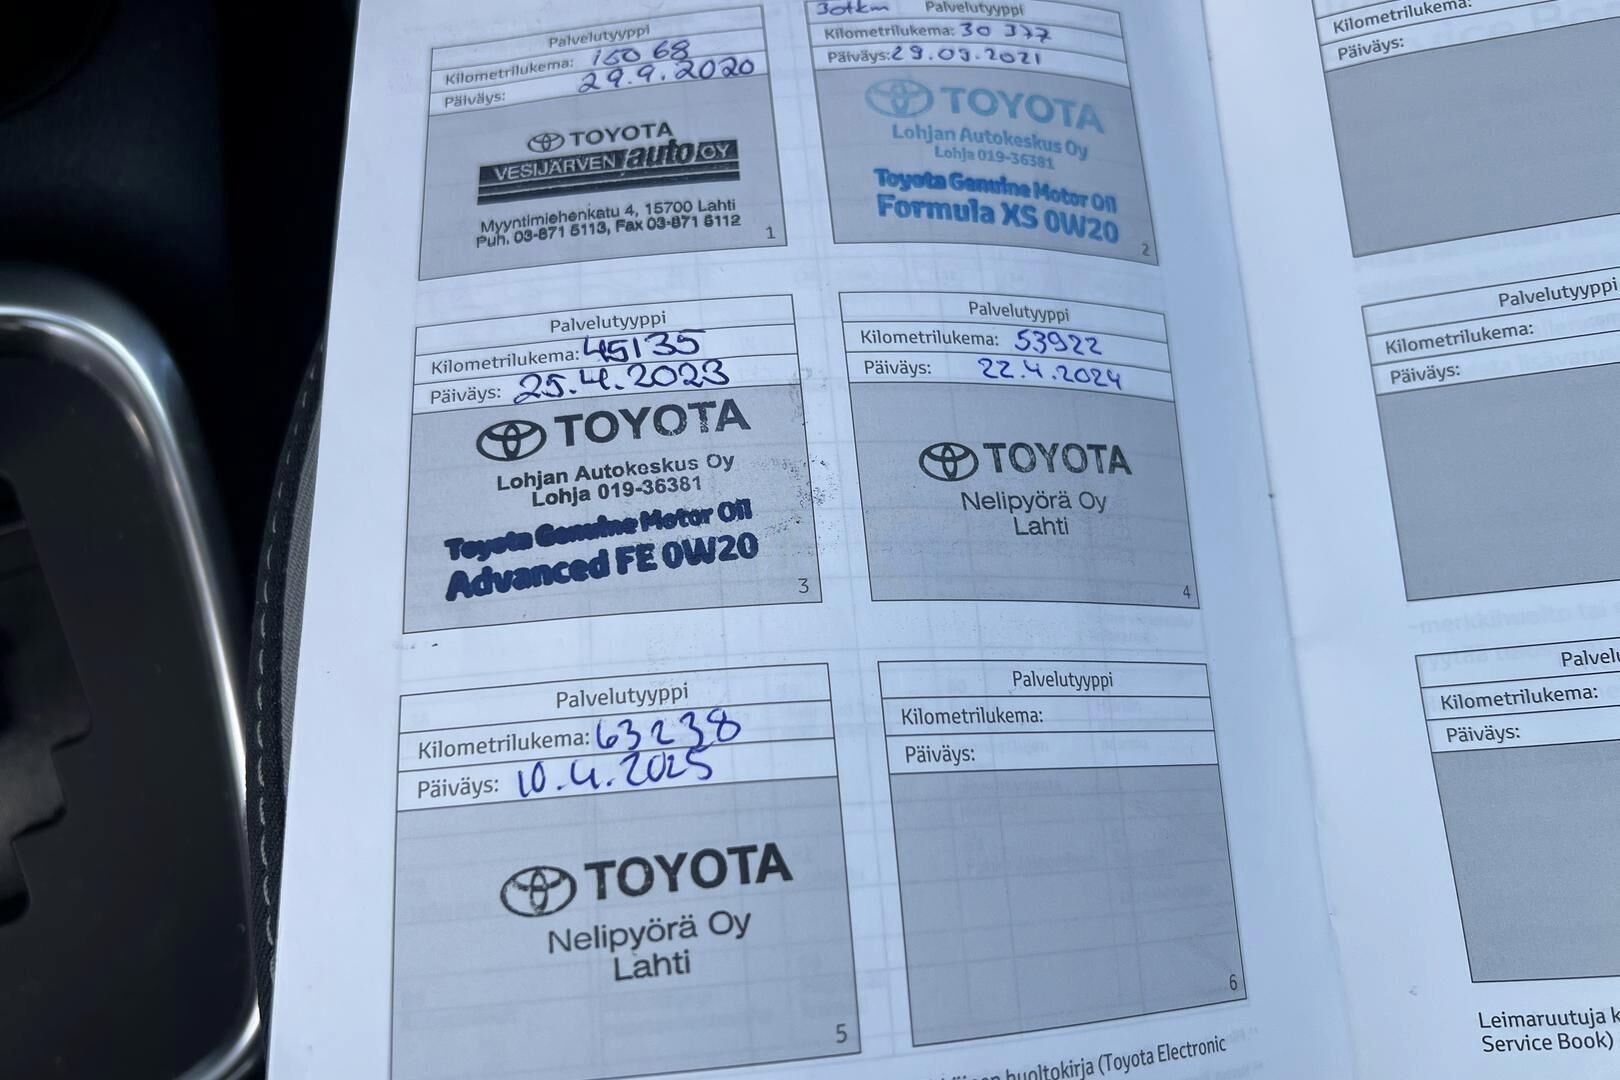 Palvelutyyppi
Kilometrilukema: 15068
Päiväys: 29.9.2020
TOYOTA
VESIJÄRVEN auto OY
Myyntimiehenkatu 4, 15700 Lahti
Puh. 03-871 5113, Fax 03-871 5112
1
30tkm Palvelutyyppi
Kilometrilukema: 30 377
Päiväys: 29.09.2021
TOYOTA
Lohjan Autokeskus Oy
Lohja 019-36381
Toyota Genuine Motor Oil
Formula XS 0W20
2
Palvelutyyppi
Kilometrilukema: 45135
Päiväys: 25.4.2023
TOYOTA
Lohjan Autokeskus Oy
Lohja 019-36381
Toyota Genuine Motor Oil
Advanced FE 0W20
3
Palvelutyyppi
Kilometrilukema: 53922
Päiväys: 22.4.2024
TOYOTA
Nelipyörä Oy
Lahti
4
Palvelutyyppi
Kilometrilukema: 63238
Päiväys: 10.4.2025
TOYOTA
Nelipyörä Oy
Lahti
5
Palvelutyyppi
Kilometrilukema:
Päiväys:
6
huoltokirja (Toyota Electronic
Kilometrilukema:
Päiväys:
Palvelutyyppi
Kilometrilukema:
Päiväys:
Palvelu
Kilometrilukema:
Päiväys:
Leimaruutuja k
Service Book)